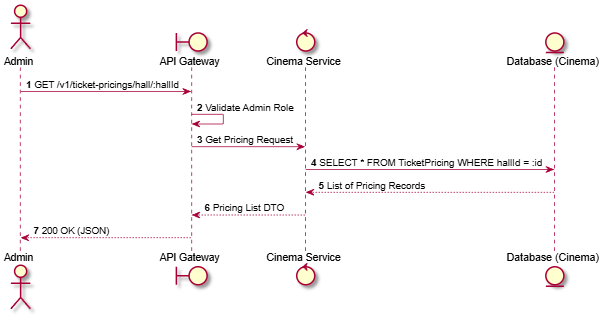 Admin
API Gateway
Cinema Service
Database (Cinema)
1 GET /v1/ticket-pricings/hall/:hallId
2 Validate Admin Role
3 Get Pricing Request
4 SELECT * FROM TicketPricing WHERE hallId = :id
5 List of Pricing Records
6 Pricing List DTO
7 200 OK (JSON)
Admin
API Gateway
Cinema Service
Database (Cinema)